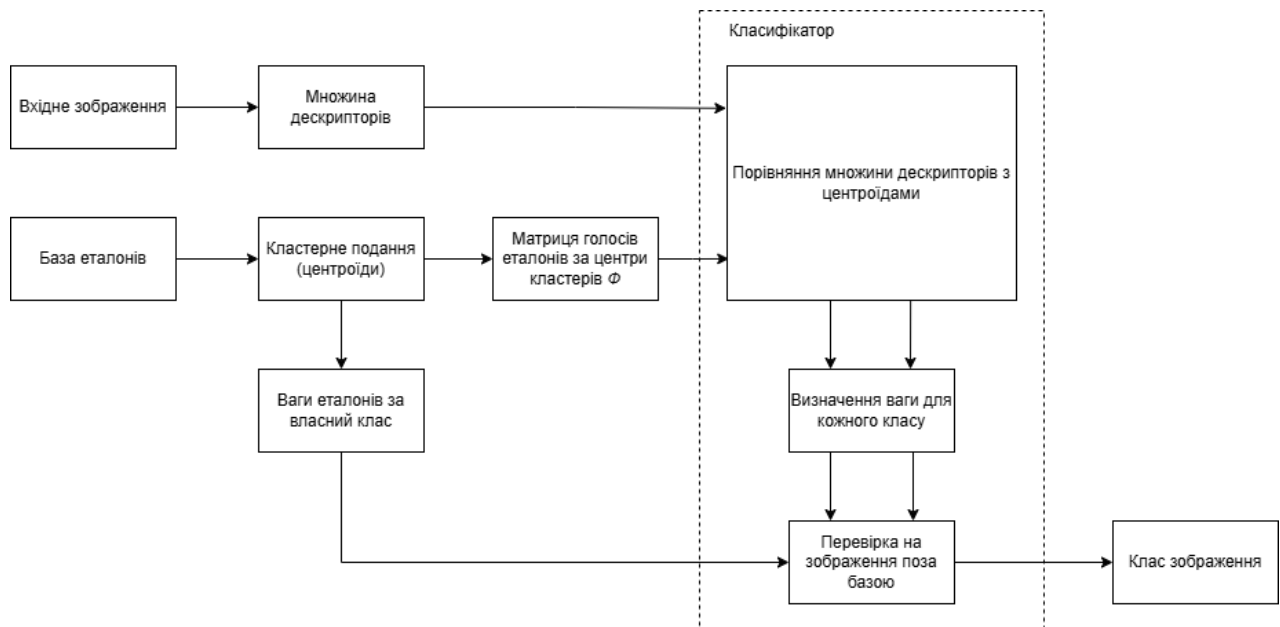 Класифікатор
Вхідне зображення
Множина
дескрипторів
Порівняння множини дескрипторів з
центроїдами
База еталонів
Кластерне подання
(центроїди)
Матриця голосів
еталонів за центри
кластерів Ф
Ваги еталонів за
власний клас
Визначення ваги для
кожного класу
Перевірка на
зображення поза
базою
Клас зображення